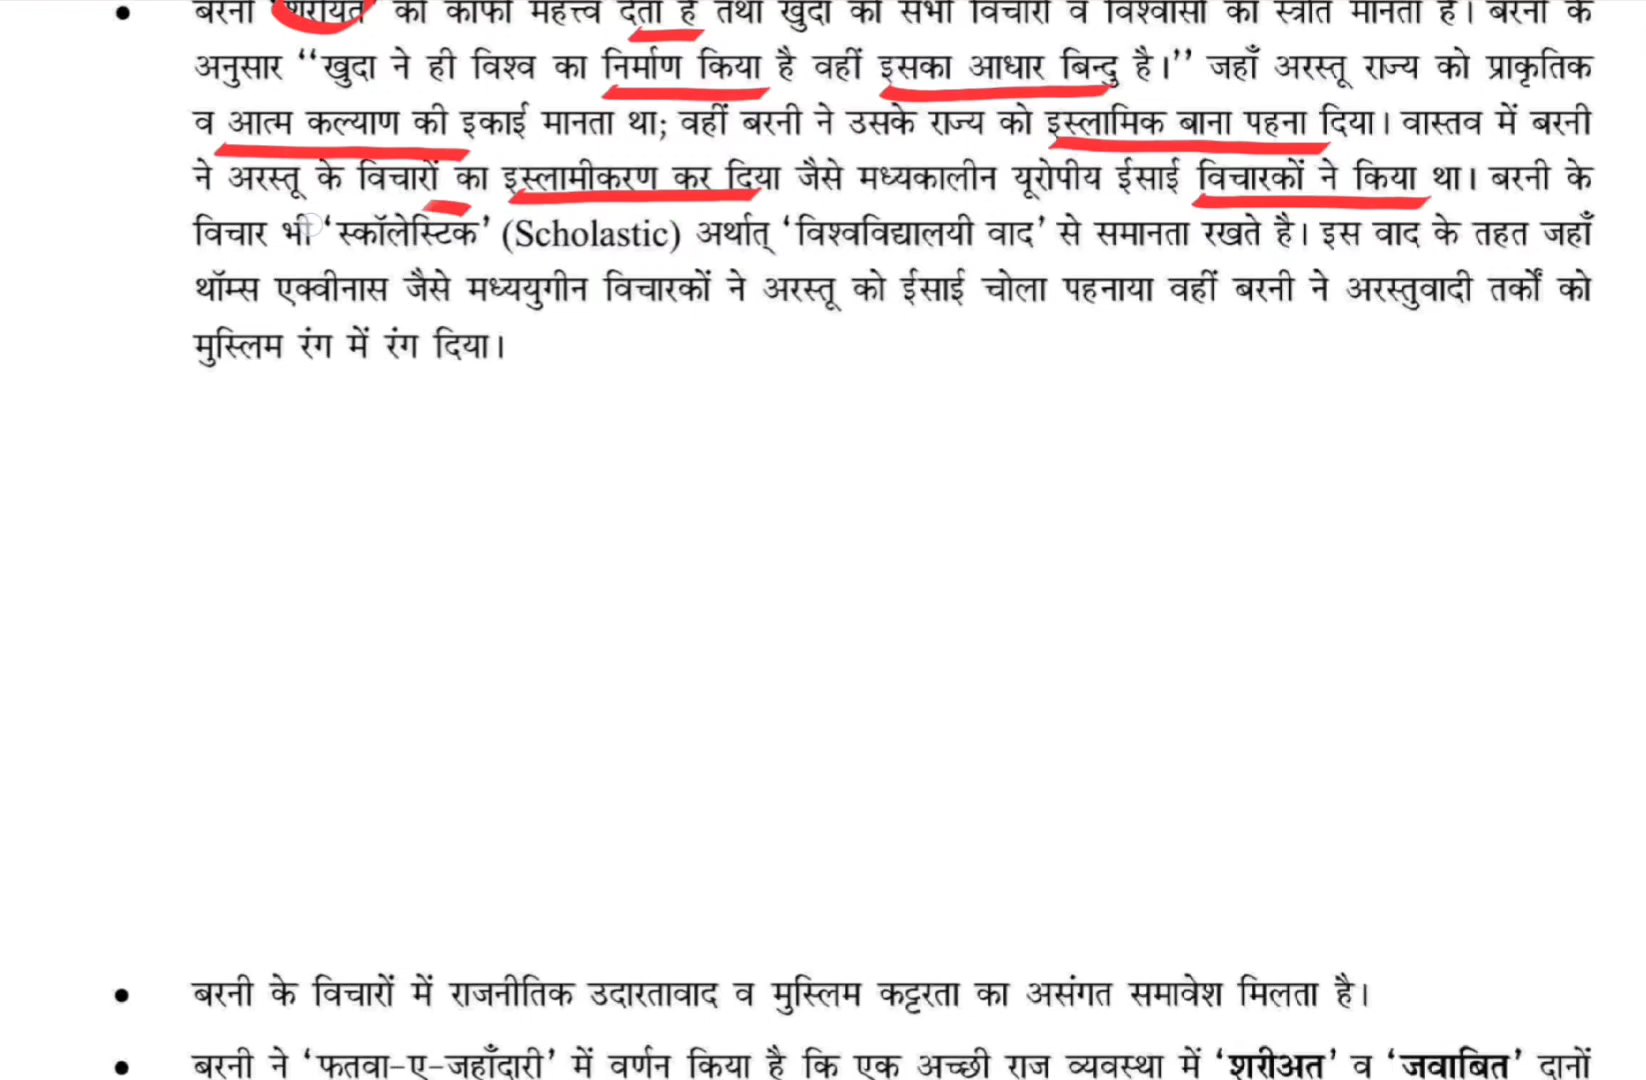 • बरनी ‘शरीयत’ को काफी महत्त्व देता है तथा खुदा को सभी विचारों व विश्वासों का स्त्रोत मानता है। बरनी के
अनुसार ‘‘खुदा ने ही विश्व का निर्माण किया है वहीं इसका आधार बिन्दु है।’’ जहाँ अरस्तू राज्य को प्राकृतिक
व आत्म कल्याण की इकाई मानता था; वहीं बरनी ने उसके राज्य को इस्लामिक बाना पहना दिया। वास्तव में बरनी
ने अरस्तू के विचारों का इस्लामीकरण कर दिया जैसे मध्यकालीन यूरोपीय ईसाई विचारकों ने किया था। बरनी के
विचार भी ‘स्कॉलेस्टिक’ (Scholastic) अर्थात् ‘विश्वविद्यालयी वाद’ से समानता रखते है। इस वाद के तहत जहाँ
थॉम्स एक्वीनास जैसे मध्ययुगीन विचारकों ने अरस्तू को ईसाई चोला पहनाया वहीं बरनी ने अरस्तुवादी तर्कों को
मुस्लिम रंग में रंग दिया।
• बरनी के विचारों में राजनीतिक उदारतावाद व मुस्लिम कट्टरता का असंगत समावेश मिलता है।
• बरनी ने ‘फतवा-ए-जहाँदारी’ में वर्णन किया है कि एक अच्छी राज व्यवस्था में ‘शरीअत’ व ‘जवाबित’ दानों